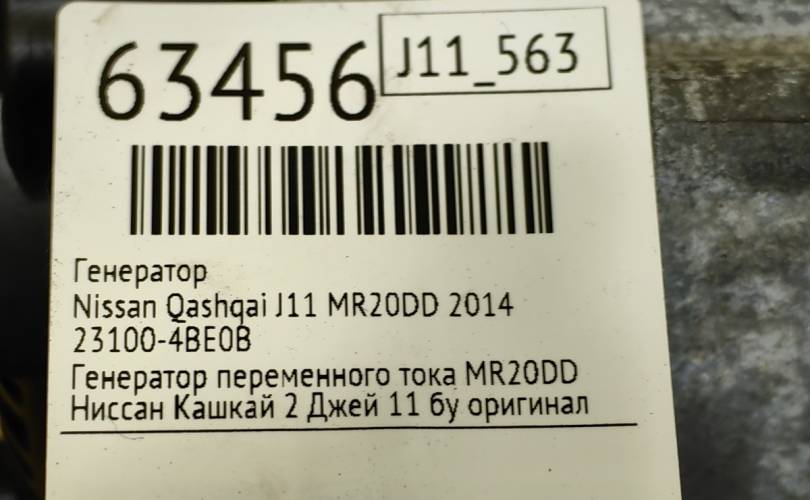 63456
J11_563
Генератор
Nissan Qashqai J11 MR20DD 2014
23100-4BE0B
Генератор переменного тока MR20DD
Ниссан Кашкай 2 Джей 11 бу оригинал